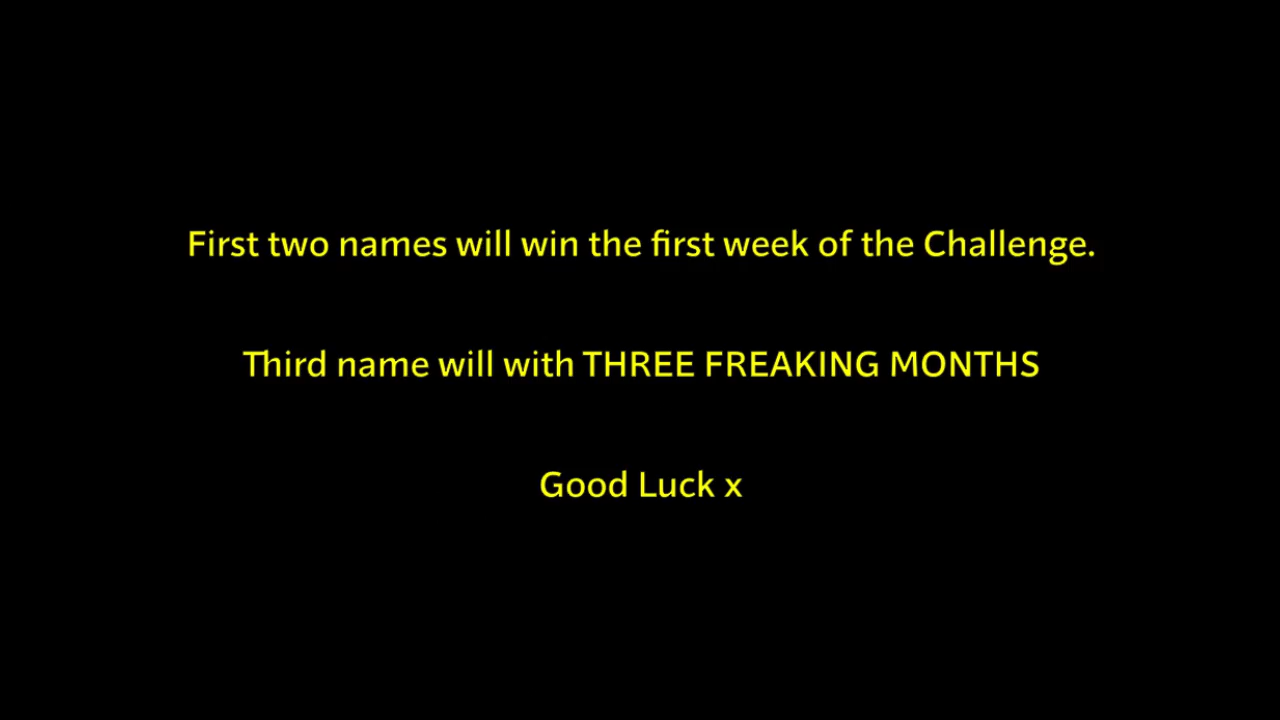 First two names will win the first week of the Challenge.
Third name will with THREE FREAKING MONTHS
Good Luck x